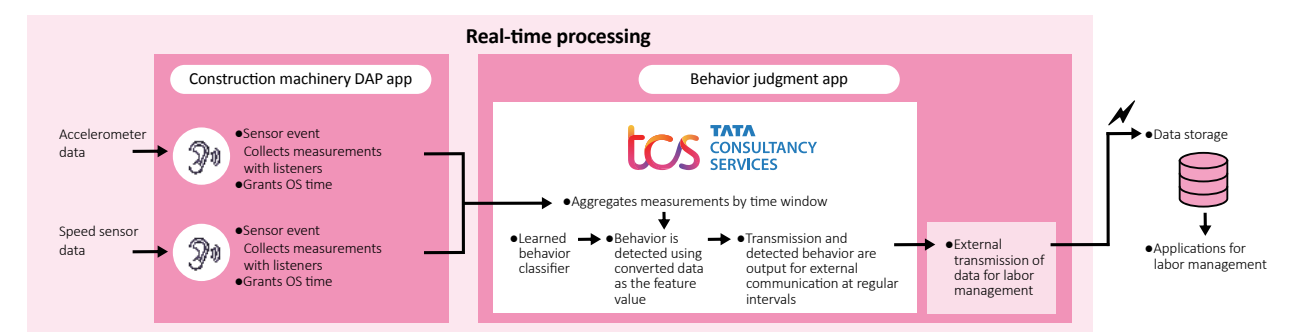 Real-time processing
Construction machinery DAP app
Behavior judgment app
Accelerometer
data
●Sensor event
Collects measurements
with listeners
●Grants OS time
Speed sensor
data
●Sensor event
Collects measurements
with listeners
●Grants OS time
tcs TATA
CONSULTANCY
SERVICES
●Aggregates measurements by time window
●Learned
behavior
classifier
●Behavior is
detected using
converted data
as the feature
value
●Transmission and
detected behavior are
output for external
communication at regular
intervals
●External
transmission of
data for labor
management
●Data storage
●Applications for
labor management